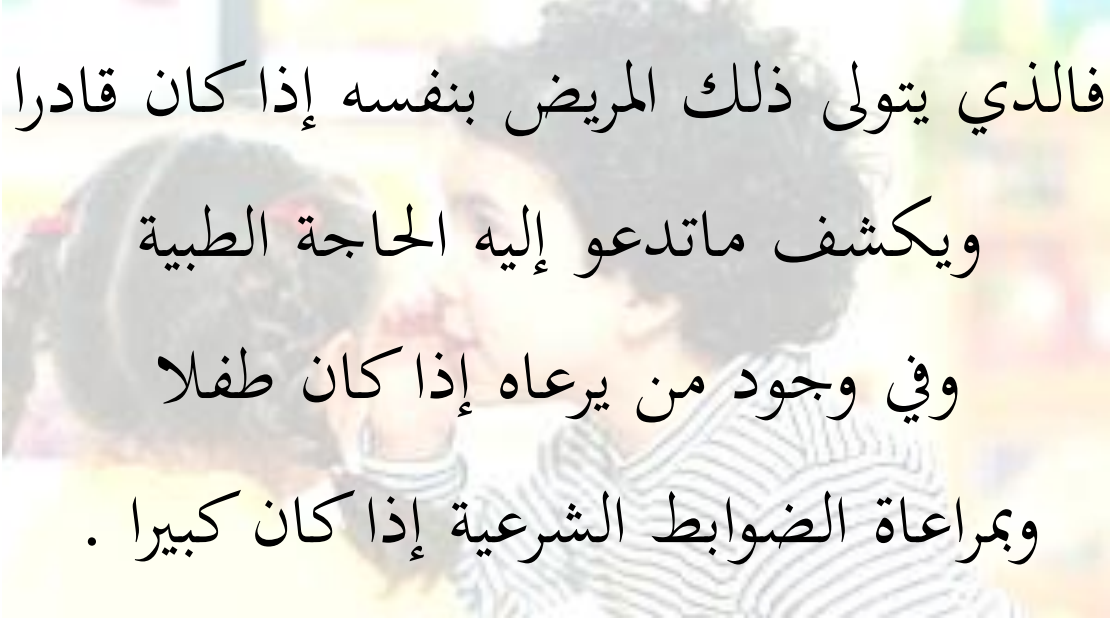 فالذي يتولى ذلك المريض بنفسه إذا كان قادرا
ويكشف ماتدعو إليه الحاجة الطبية
وفي وجود من يرعاه إذا كان طفلا
وبمراعاة الضوابط الشرعية إذا كان كبيرا .